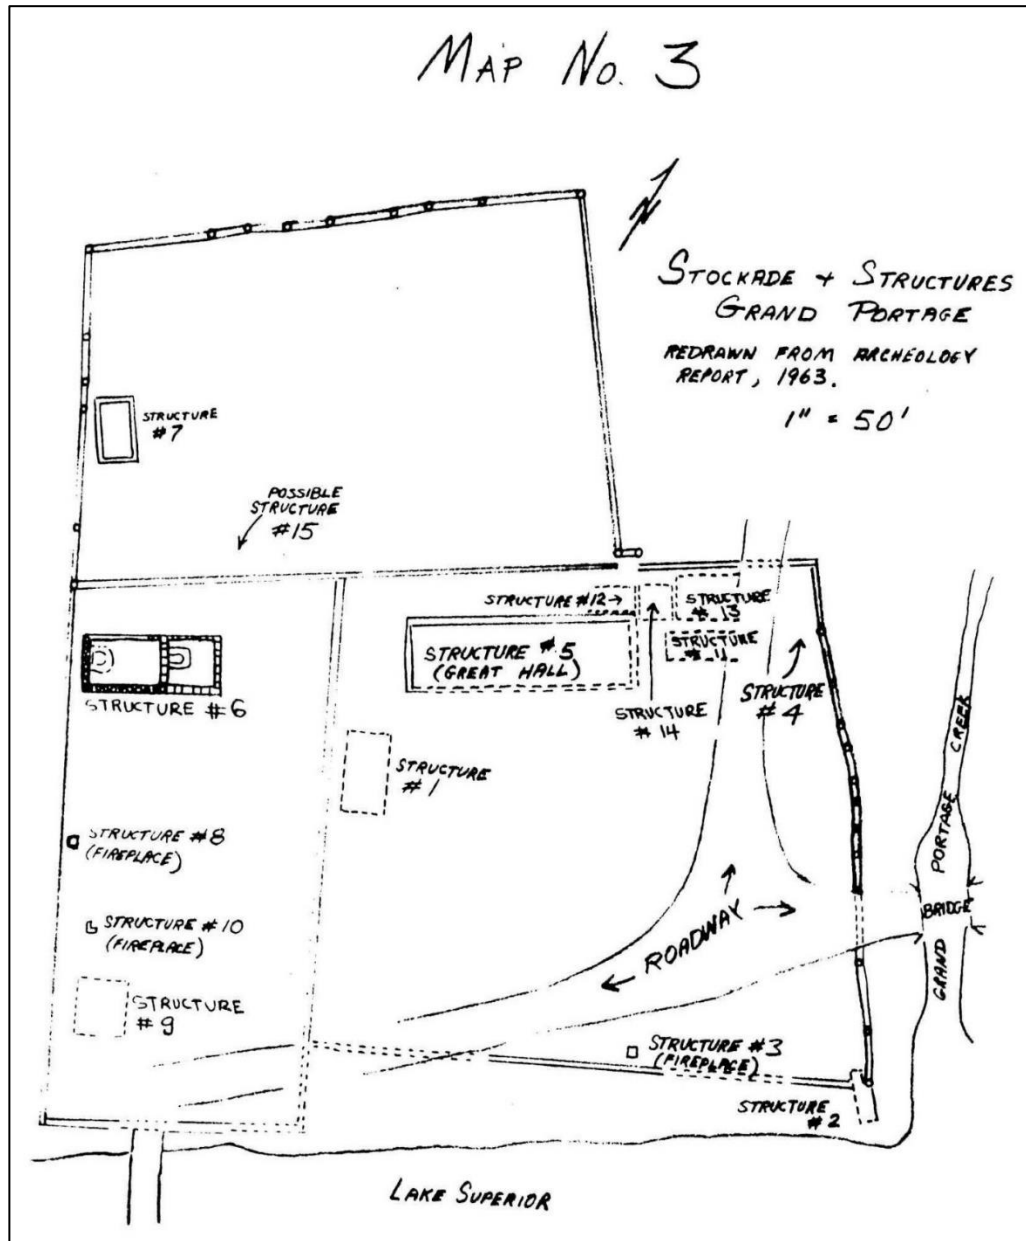 MAP No. 3
N
STOCKADE + STRUCTURES
GRAND PORTAGE
REDRAWN FROM ARCHEOLOGY
REPORT, 1963.
1" = 50'
STRUCTURE
#7
POSSIBLE
STRUCTURE
#15
STRUCTURE #12→
STRUCTURE
# 13
STRUCTURE #5
(GREAT HALL)
STRUCTURE
STRUCTURE
# 4
STRUCTURE
# 14
STRUCTURE #6
STRUCTURE
# 1
STRUCTURE #8
(FIREPLACE)
STRUCTURE #10
(FIREPLACE)
STRUCTURE
#9
ROADWAY
GRAND PORTAGE CREEK
BRIDGE
STRUCTURE #3
(FIREPLACE)
STRUCTURE
#2
LAKE SUPERIOR